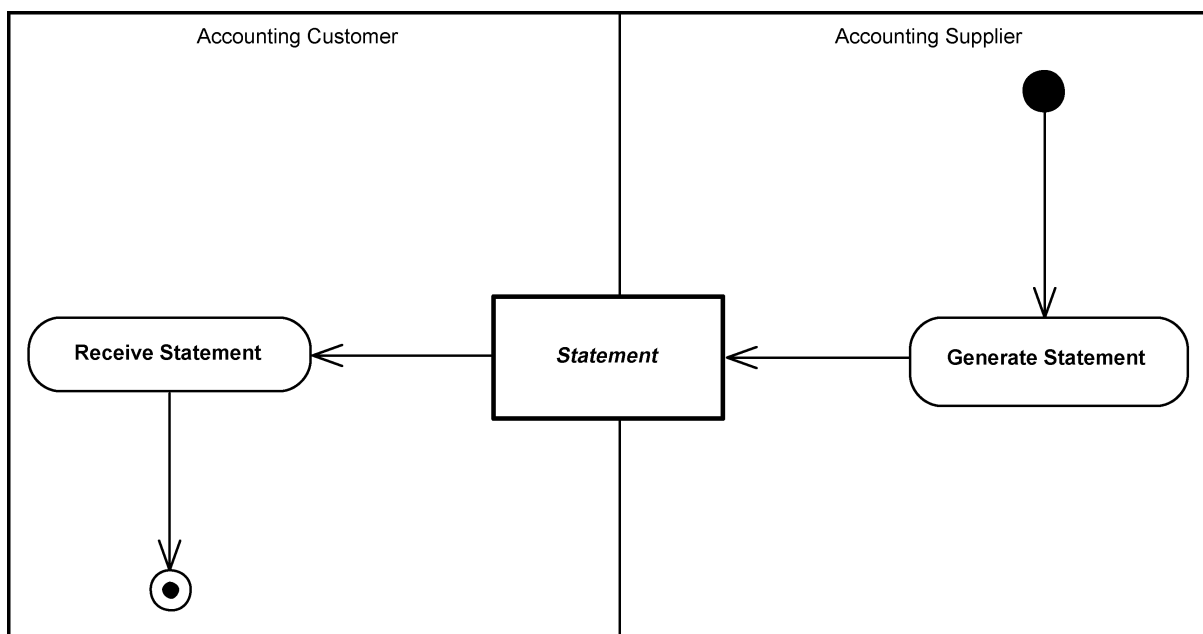 Accounting Customer
Accounting Supplier
Receive Statement
Statement
Generate Statement